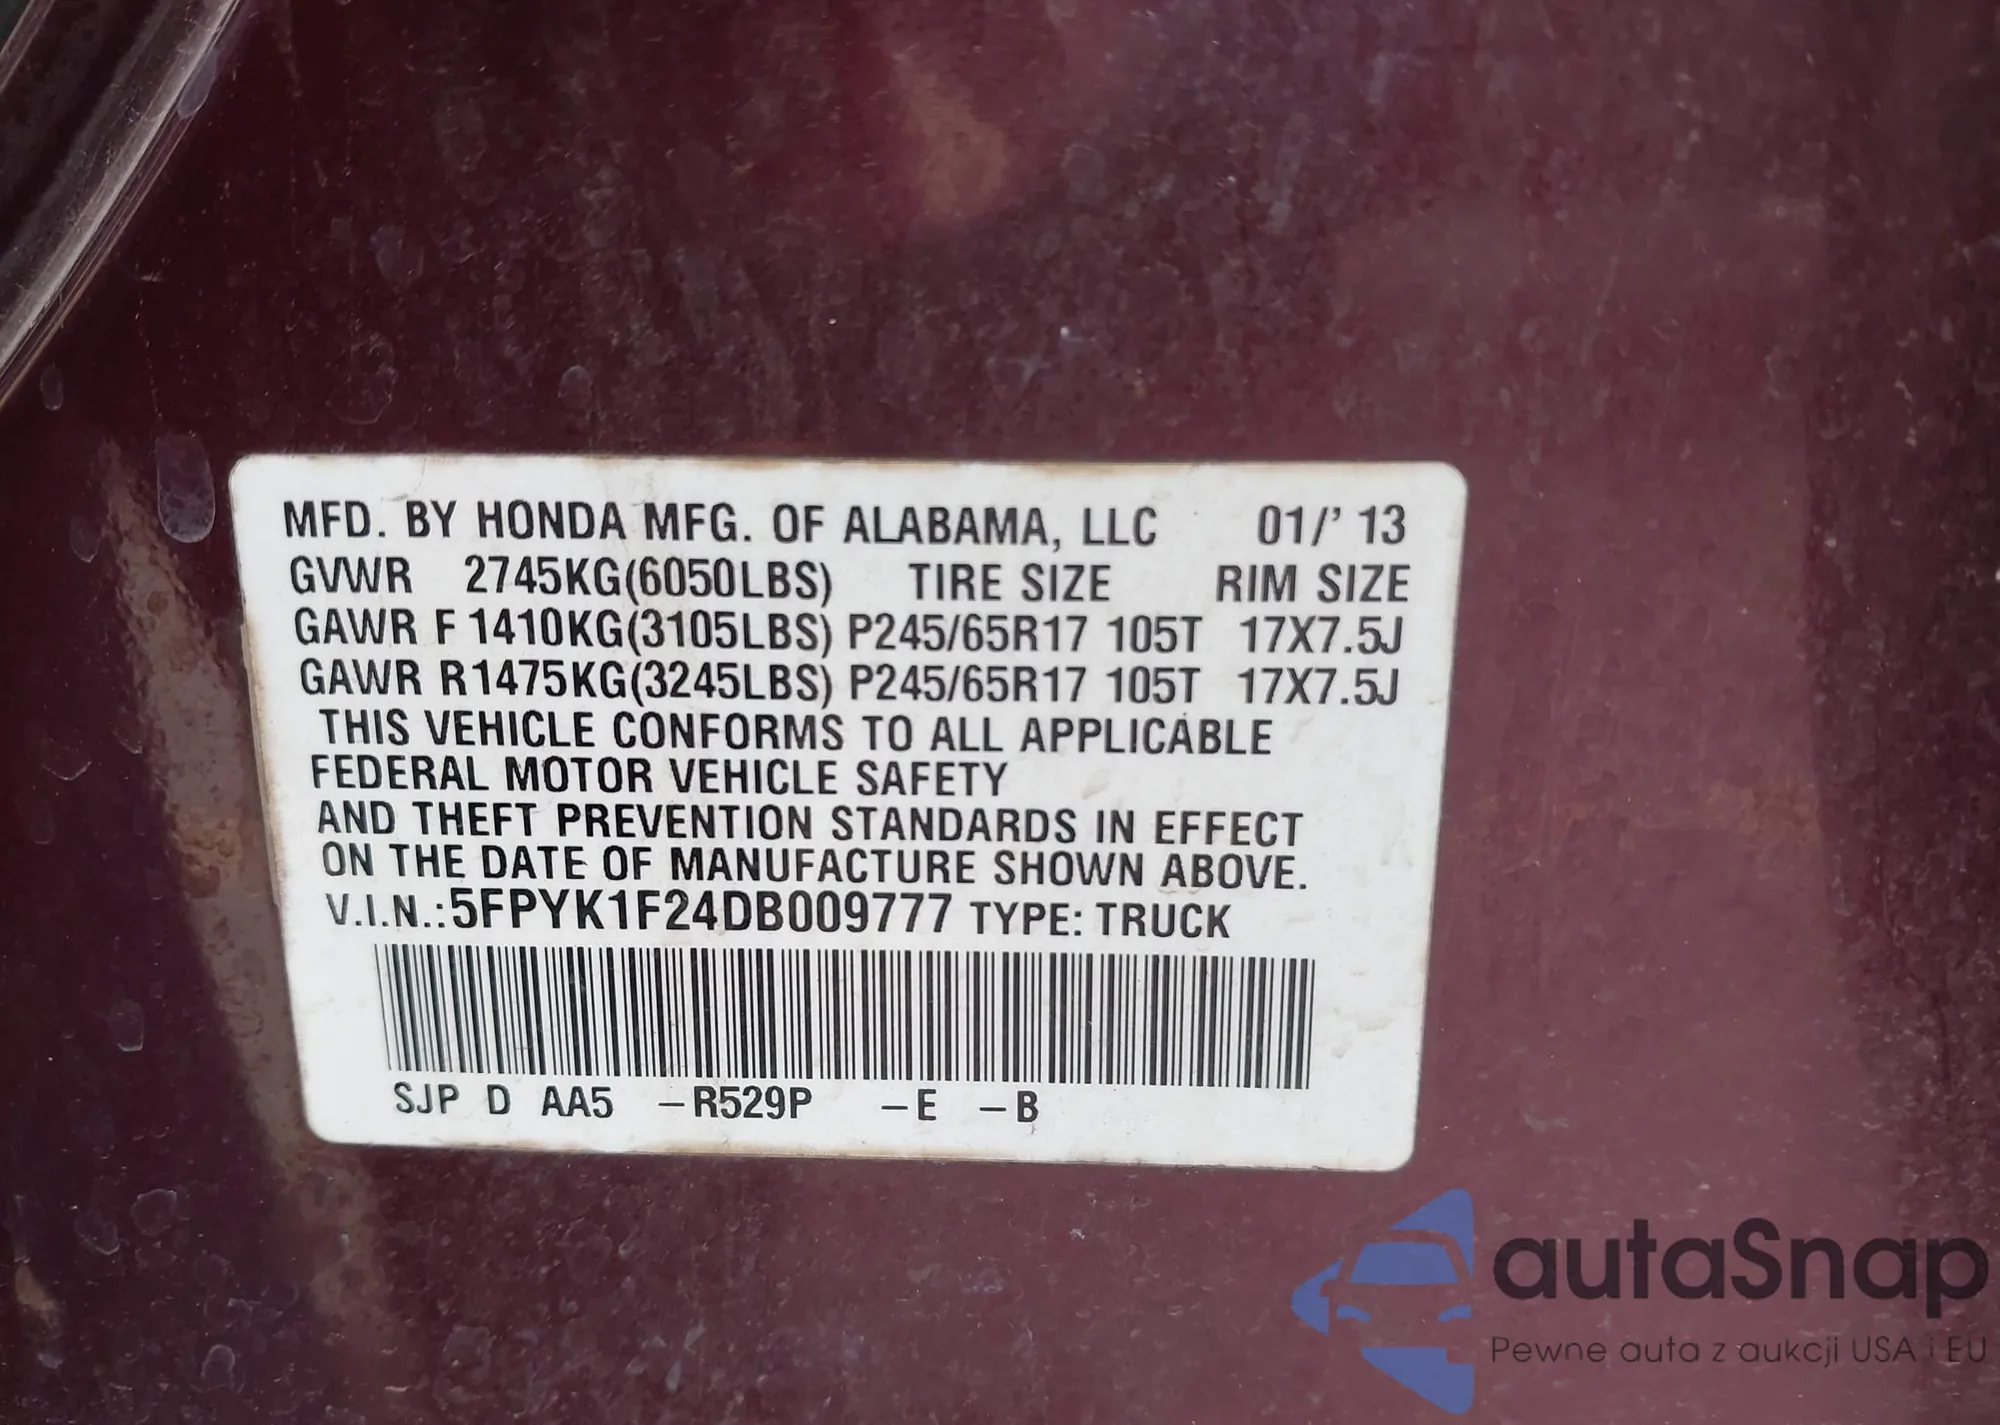 MFD. BY HONDA MFG. OF ALABAMA, LLC 01/' 13
GVWR 2745KG(6050LBS) TIRE SIZE RIM SIZE
GAWR F 1410KG(3105LBS) P245/65R17 105T 17X7.5J
GAWR R1475KG(3245LBS) P245/65R17 105T 17X7.5J
THIS VEHICLE CONFORMS TO ALL APPLICABLE
FEDERAL MOTOR VEHICLE SAFETY
AND THEFT PREVENTION STANDARDS IN EFFECT
ON THE DATE OF MANUFACTURE SHOWN ABOVE.
V.I.N.:5FPYK1F24DB009777 TYPE: TRUCK
SJP D AA5 –R529P –E –B
autaSnap
Pewne auta z aukcji USA i EU